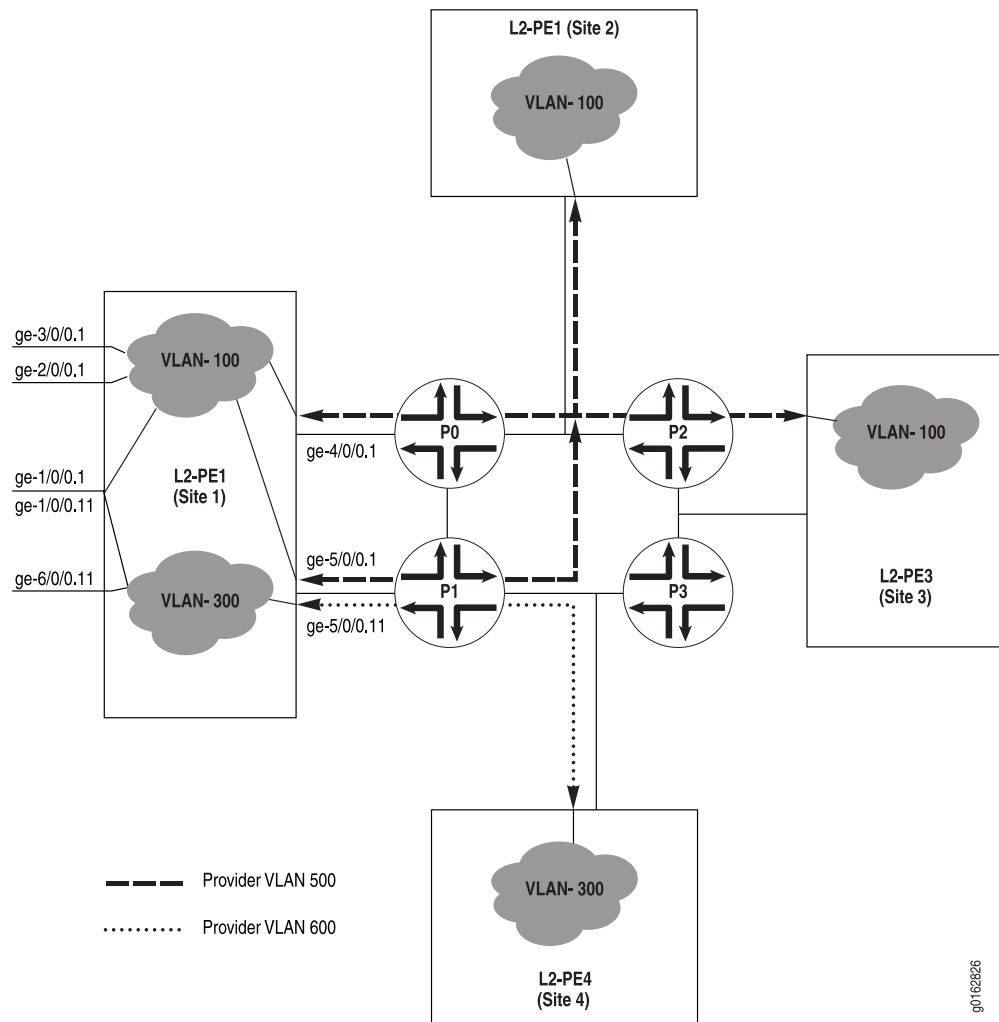 L2-PE1 (Site 2)
VLAN- 100
ge-3/0/0.1
ge-2/0/0.1
VLAN- 100
P0
P2
ge-4/0/0.1
VLAN- 100
L2-PE1
(Site 1)
ge-1/0/0.1
ge-1/0/0.11
ge-5/0/0.1
ge-6/0/0.11
VLAN- 300
P1
P3
L2-PE3
(Site 3)
ge-5/0/0.11
VLAN- 300
Provider VLAN 500
Provider VLAN 600
L2-PE4
(Site 4)
g0162826